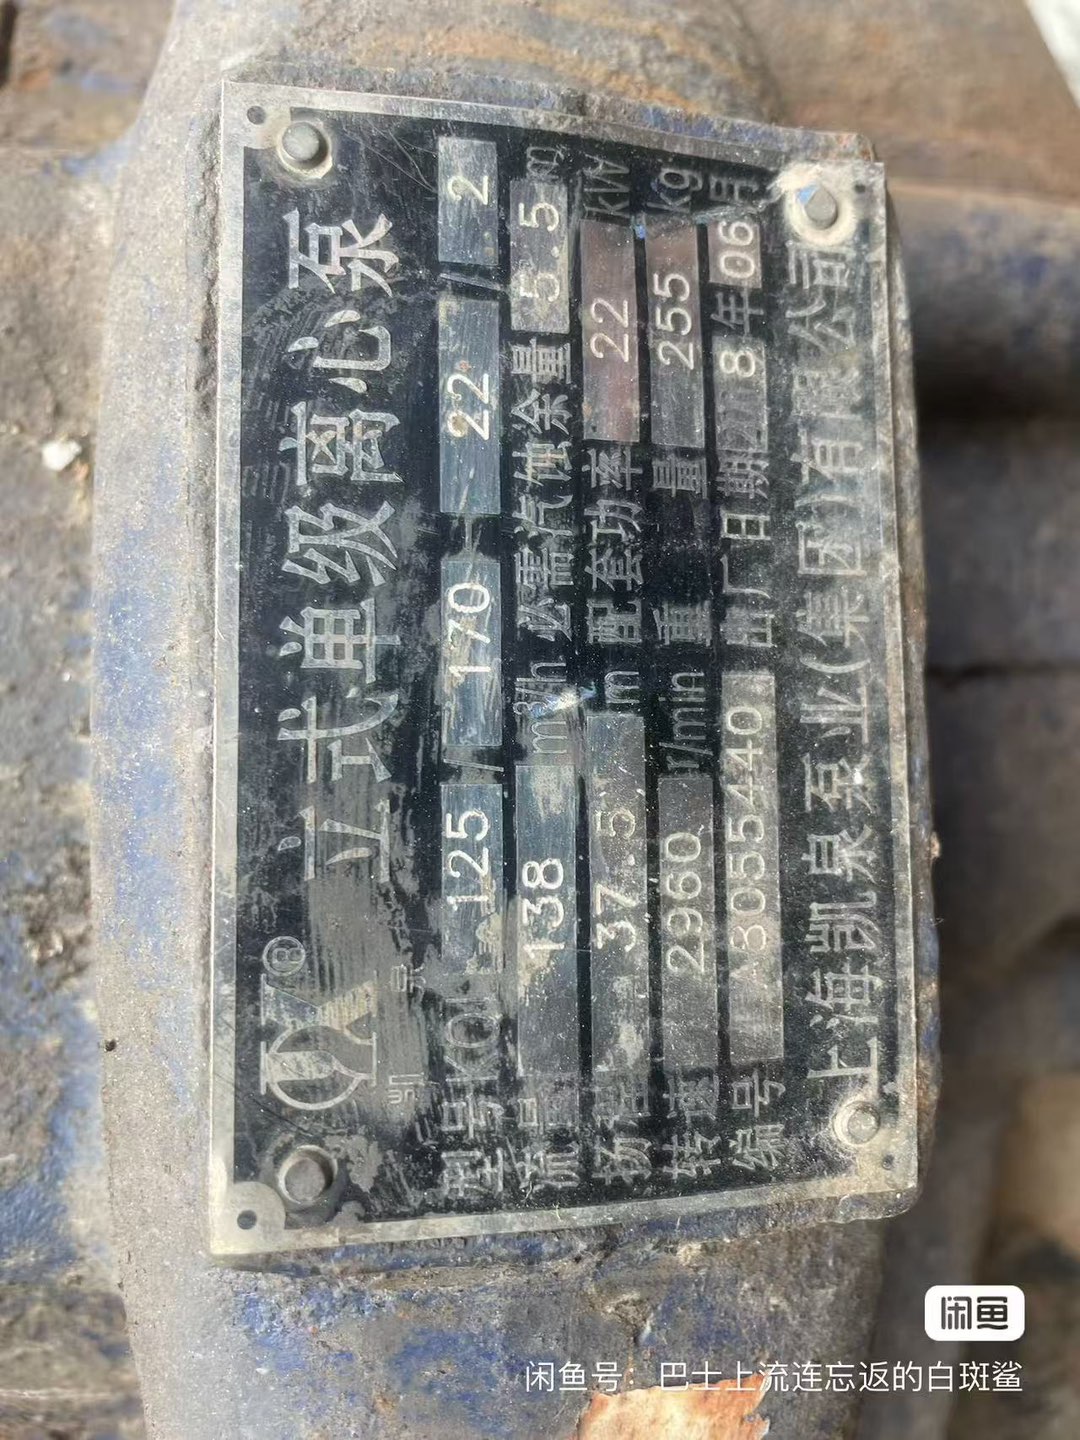 ®
凯泉
立式单级离心泵
型号KQL 125/170-22/2
流量 138 m³/h 必需汽蚀余量 5.5 m
扬程 37.5 m 配套功率 22 kW
转速 2960 r/min 重量 255 kg
编号 8055440 出厂日期 8年06月
上海凯泉泵业(集团)有限公司
闲鱼
闲鱼号：巴士上流连忘返的白斑鲨